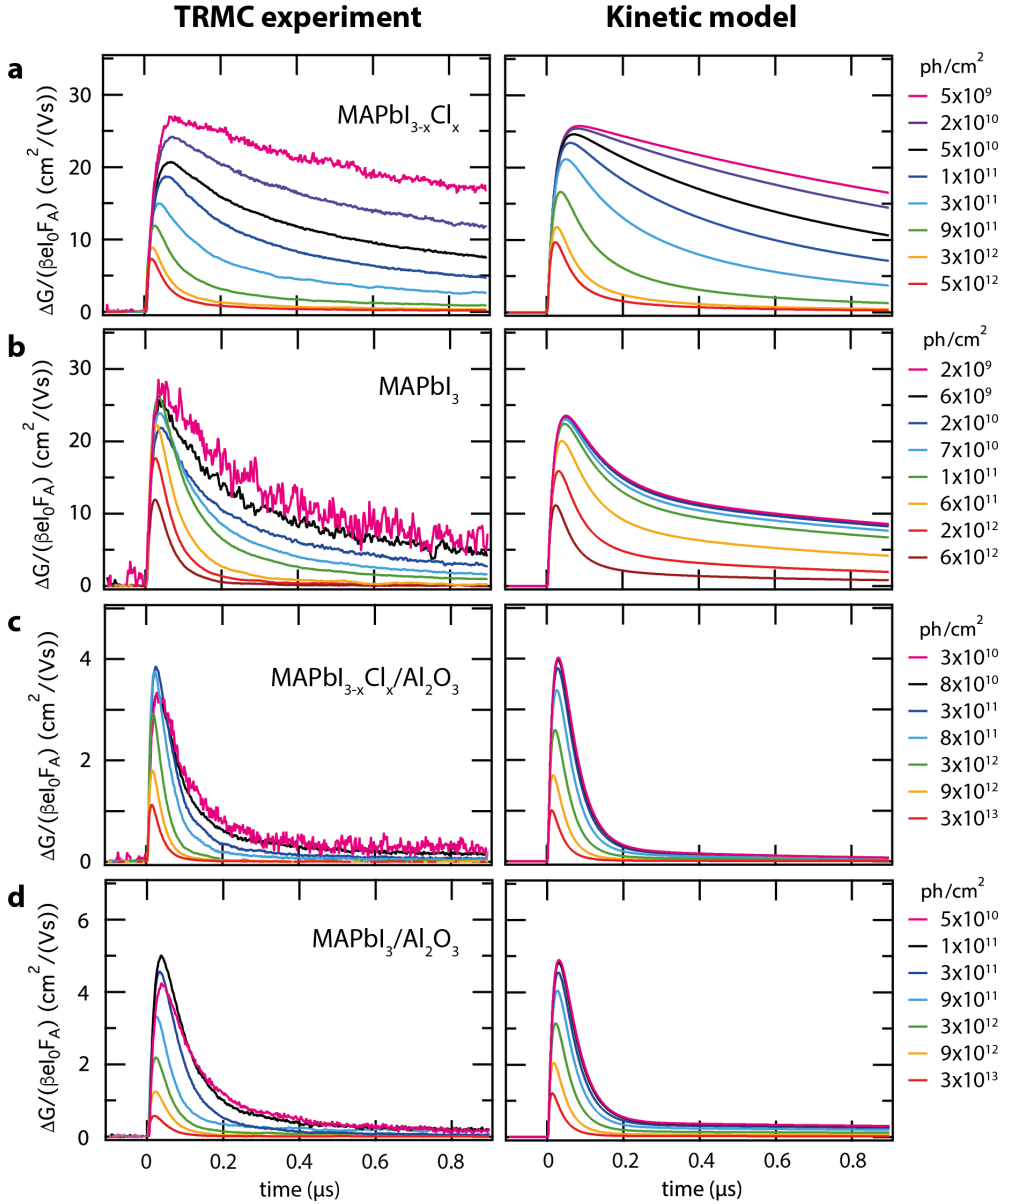 TRMC experiment
Kinetic model
a
ΔG/(βeI₀F_A) (cm²/(Vs))
30
20
10
0
MAPbI₃₋ₓClₓ
ph/cm²
5x10⁹
2x10¹⁰
5x10¹⁰
1x10¹¹
3x10¹¹
9x10¹¹
3x10¹²
5x10¹²
b
ΔG/(βeI₀F_A) (cm²/(Vs))
30
20
10
0
MAPbI₃
ph/cm²
2x10⁹
6x10⁹
2x10¹⁰
7x10¹⁰
1x10¹¹
6x10¹¹
2x10¹²
6x10¹²
c
ΔG/(βeI₀F_A) (cm²/(Vs))
4
2
0
MAPbI₃₋ₓClₓ/Al₂O₃
ph/cm²
3x10¹⁰
8x10¹⁰
3x10¹¹
8x10¹¹
3x10¹²
9x10¹²
3x10¹³
d
ΔG/(βeI₀F_A) (cm²/(Vs))
6
4
2
0
MAPbI₃/Al₂O₃
ph/cm²
5x10¹⁰
1x10¹¹
3x10¹¹
9x10¹¹
3x10¹²
9x10¹²
3x10¹³
0 0.2 0.4 0.6 0.8
time (μs)
0 0.2 0.4 0.6 0.8
time (μs)